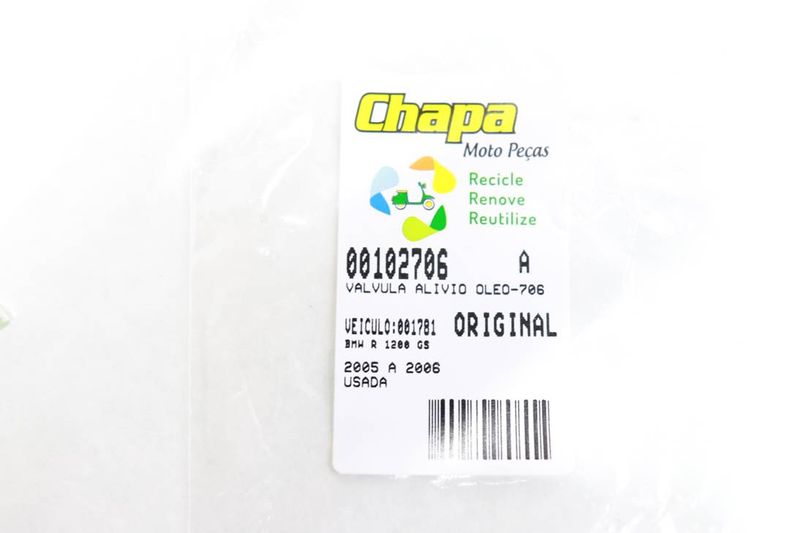 Chapa
Moto Peças
Recicle
Renove
Reutilize
00102706 A
VALVULA ALIVIO OLEO-706
VEICULO:001781 ORIGINAL
BMW R 1200 GS
2005 A 2006
USADA